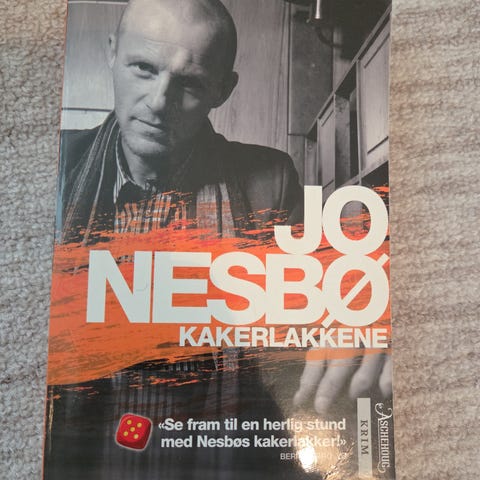 JO
NESBØ
KAKERLAKKENE
«Se fram til en herlig stund
med Nesbøs kakerlakker!»
ASCHEHOUG
KRIM